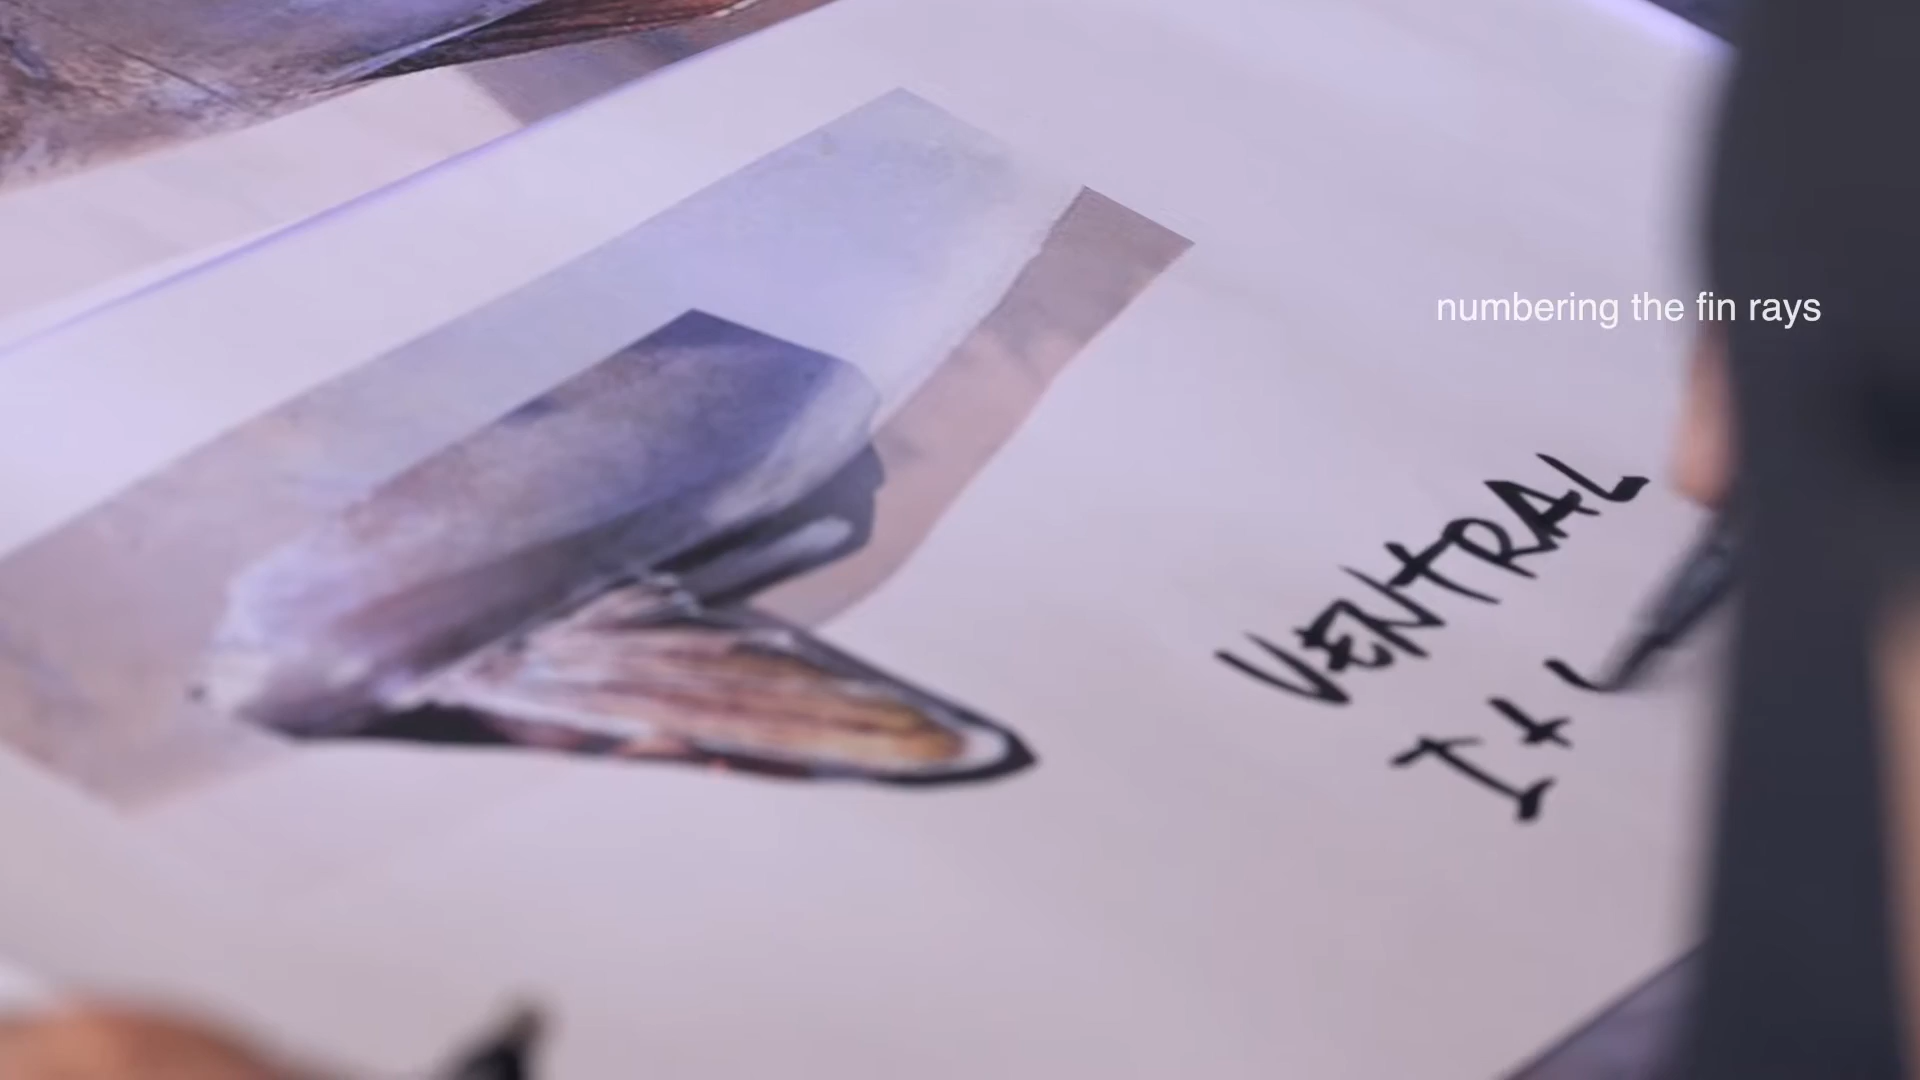 numbering the fin rays
VENTRAL
I +